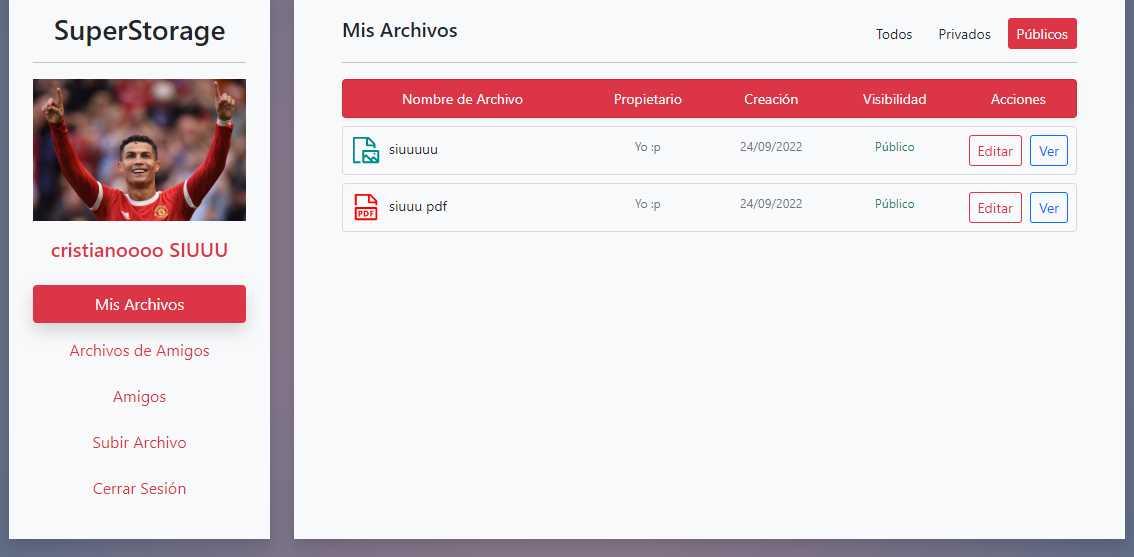 SuperStorage
cristianoooo SIUUU
Mis Archivos
Archivos de Amigos
Amigos
Subir Archivo
Cerrar Sesión
Mis Archivos
Todos Privados Públicos
Nombre de Archivo Propietario Creación Visibilidad Acciones
siuuuuu Yo :p 24/09/2022 Público Editar Ver
PDF siuuu pdf Yo :p 24/09/2022 Público Editar Ver